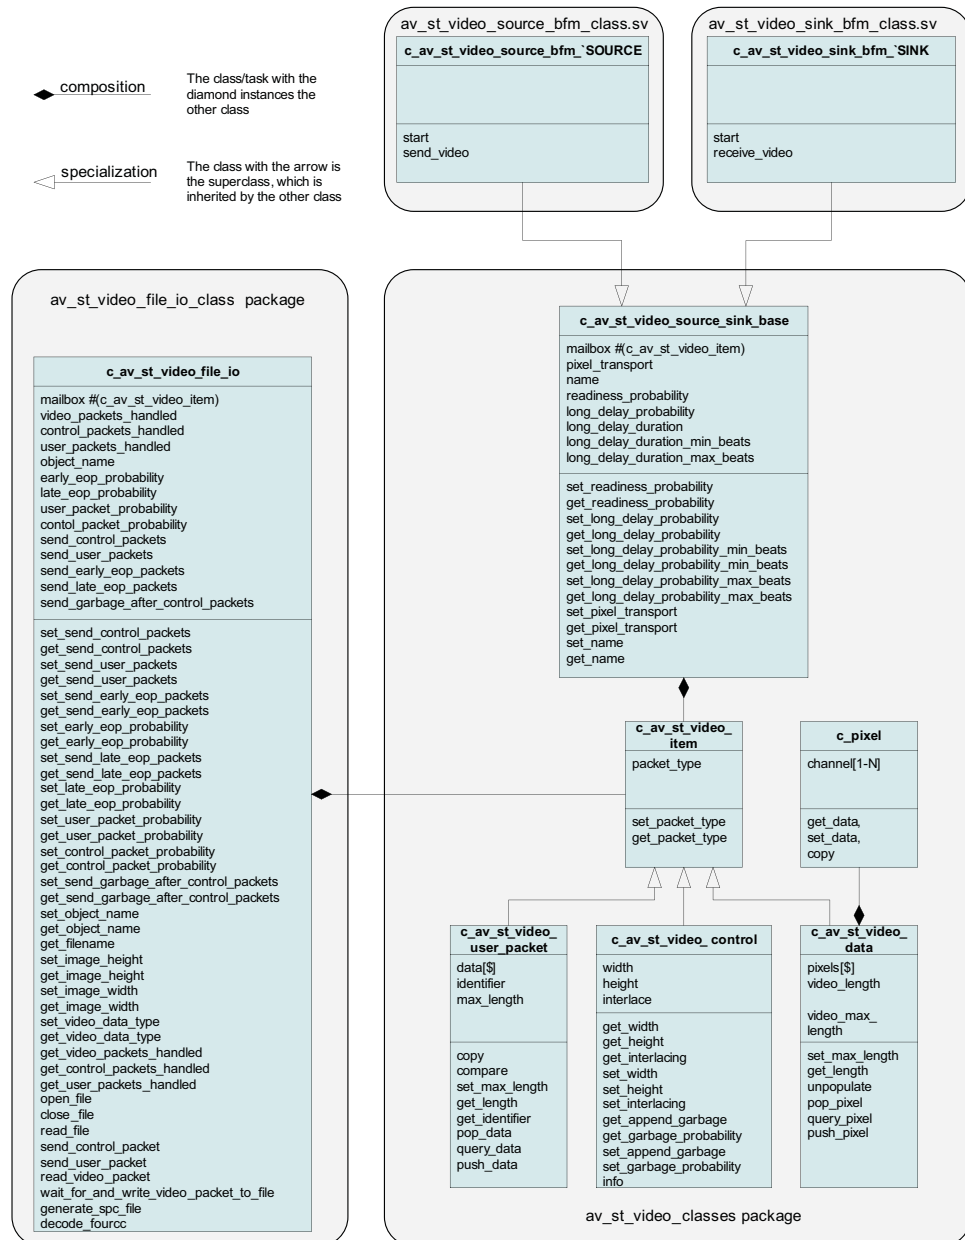 av_st_video_source_bfm_class.sv
c_av_st_video_source_bfm_`SOURCE
start
send_video
av_st_video_sink_bfm_class.sv
c_av_st_video_sink_bfm_`SINK
start
receive_video
composition
The class/task with the
diamond instances the
other class
specialization
The class with the arrow is
the superclass, which is
inherited by the other class
av_st_video_file_io_class package
c_av_st_video_file_io
mailbox #(c_av_st_video_item)
video_packets_handled
control_packets_handled
user_packets_handled
object_name
early_eop_probability
late_eop_probability
user_packet_probability
contol_packet_probability
send_control_packets
send_user_packets
send_early_eop_packets
send_late_eop_packets
send_garbage_after_control_packets
set_send_control_packets
get_send_control_packets
set_send_user_packets
get_send_user_packets
set_send_early_eop_packets
get_send_early_eop_packets
set_early_eop_probability
get_early_eop_probability
set_send_late_eop_packets
get_send_late_eop_packets
set_late_eop_probability
get_late_eop_probability
set_user_packet_probability
get_user_packet_probability
set_control_packet_probability
get_control_packet_probability
set_send_garbage_after_control_packets
get_send_garbage_after_control_packets
set_object_name
get_object_name
get_filename
set_image_height
get_image_height
set_image_width
get_image_width
set_video_data_type
get_video_data_type
get_video_packets_handled
get_control_packets_handled
get_user_packets_handled
open_file
close_file
read_file
send_control_packet
send_user_packet
read_video_packet
wait_for_and_write_video_packet_to_file
generate_spc_file
decode_fourcc
c_av_st_video_source_sink_base
mailbox #(c_av_st_video_item)
pixel_transport
name
readiness_probability
long_delay_probability
long_delay_duration
long_delay_duration_min_beats
long_delay_duration_max_beats
set_readiness_probability
get_readiness_probability
set_long_delay_probability
get_long_delay_probability
set_long_delay_probability_min_beats
get_long_delay_probability_min_beats
set_long_delay_probability_max_beats
get_long_delay_probability_max_beats
set_pixel_transport
get_pixel_transport
set_name
get_name
c_av_st_video_
item
packet_type
set_packet_type
get_packet_type
c_pixel
channel[1-N]
get_data,
set_data,
copy
c_av_st_video_
user_packet
data[$]
identifier
max_length
copy
compare
set_max_length
get_length
get_identifier
pop_data
query_data
push_data
c_av_st_video_ control
width
height
interlace
get_width
get_height
get_interlacing
set_width
set_height
set_interlacing
get_append_garbage
get_garbage_probability
set_append_garbage
set_garbage_probability
info
c_av_st_video_
data
pixels[$]
video_length
video_max_
length
set_max_length
get_length
unpopulate
pop_pixel
query_pixel
push_pixel
av_st_video_classes package